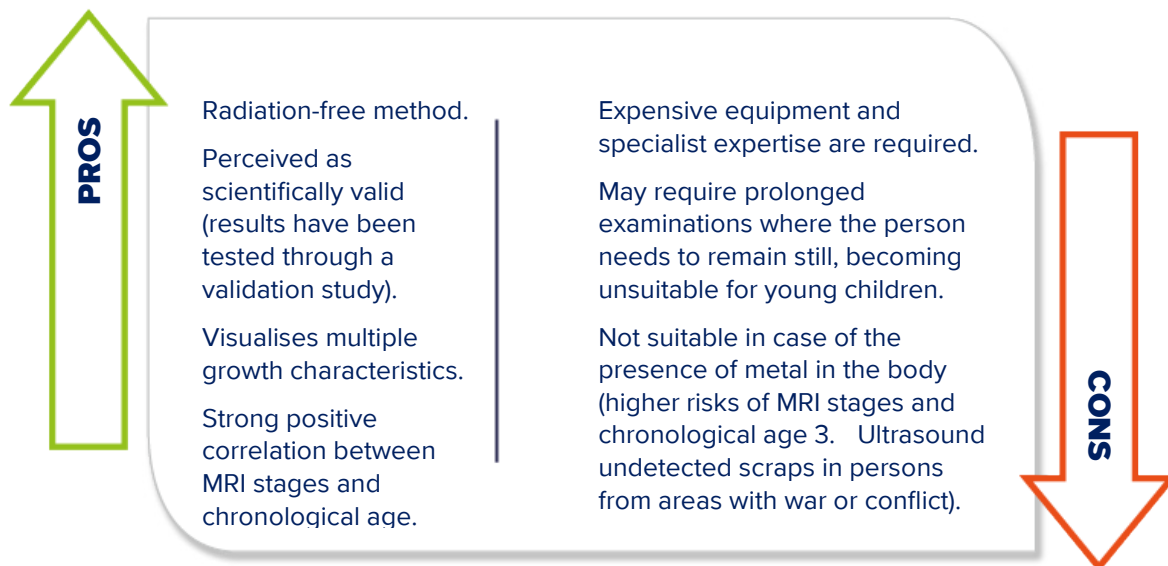 PROS
Radiation-free method.
Perceived as
scientifically valid
(results have been
tested through a
validation study).
Visualises multiple
growth characteristics.
Strong positive
correlation between
MRI stages and
chronological age.
Expensive equipment and
specialist expertise are required.
May require prolonged
examinations where the person
needs to remain still, becoming
unsuitable for young children.
Not suitable in case of the
presence of metal in the body
(higher risks of MRI stages and
chronological age 3. Ultrasound
undetected scraps in persons
from areas with war or conflict).
CONS